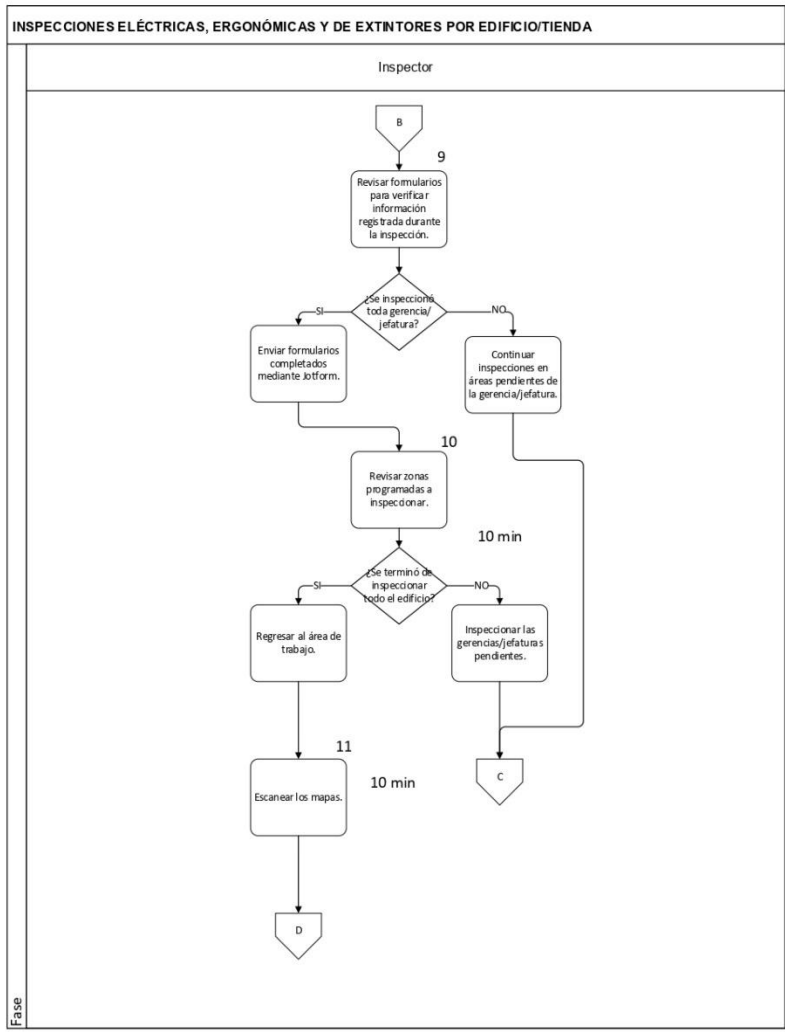 INSPECCIONES ELÉCTRICAS, ERGONÓMICAS Y DE EXTINTORES POR EDIFICIO/TIENDA
Inspector
B
9
Revisar formularios
para verificar
información
registrada durante
la inspección.
¿Se inspeccionó
toda gerencia/
jefatura?
SI
NO
Enviar formularios
completados
mediante Jotform.
Continuar
inspecciones en
áreas pendientes de
la gerencia/jefatura.
10
Revisar zonas
programadas a
inspeccionar.
10 min
¿Se terminó de
inspeccionar
todo el edificio?
SI
NO
Regresar al área de
trabajo.
Inspeccionar las
gerencias/jefaturas
pendientes.
11
Escanear los mapas.
10 min
C
D
Fase